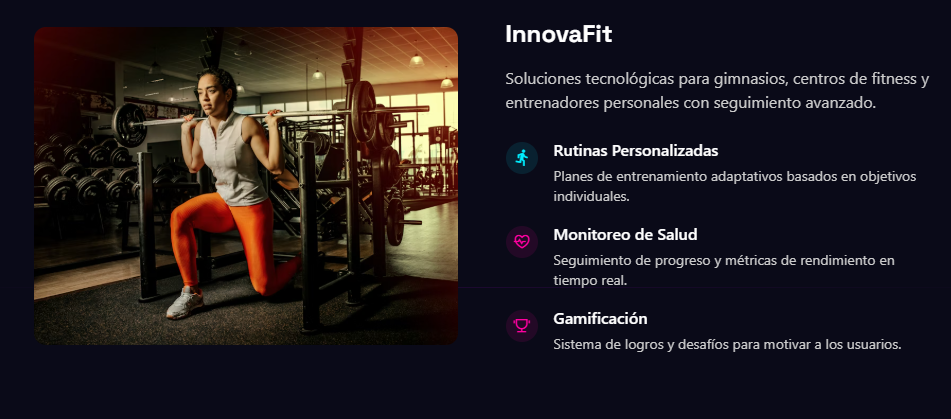 InnovaFit
Soluciones tecnológicas para gimnasios, centros de fitness y
entrenadores personales con seguimiento avanzado.
Rutinas Personalizadas
Planes de entrenamiento adaptativos basados en objetivos
individuales.
Monitoreo de Salud
Seguimiento de progreso y métricas de rendimiento en
tiempo real.
Gamificación
Sistema de logros y desafíos para motivar a los usuarios.